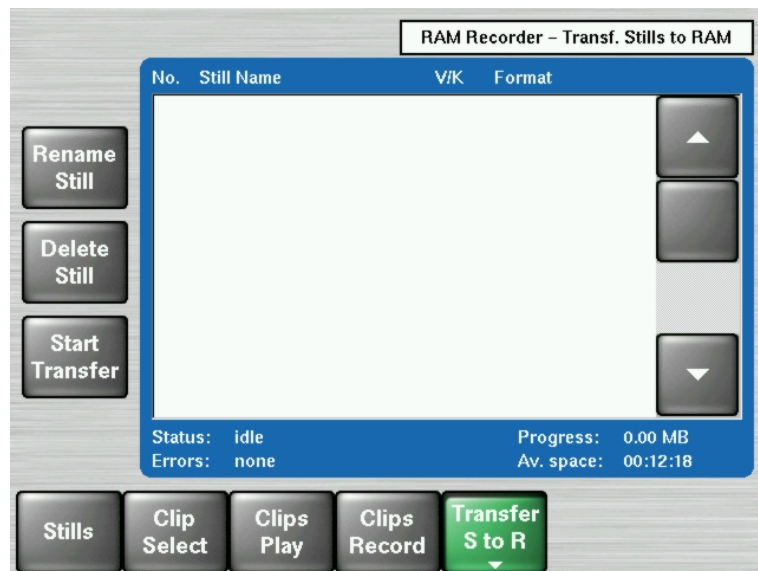 RAM Recorder – Transf. Stills to RAM
No. Still Name V/K Format
Rename
Still
Delete
Still
Start
Transfer
Status: idle Progress: 0.00 MB
Errors: none Av. space: 00:12:18
Stills
Clip
Select
Clips
Play
Clips
Record
Transfer
S to R